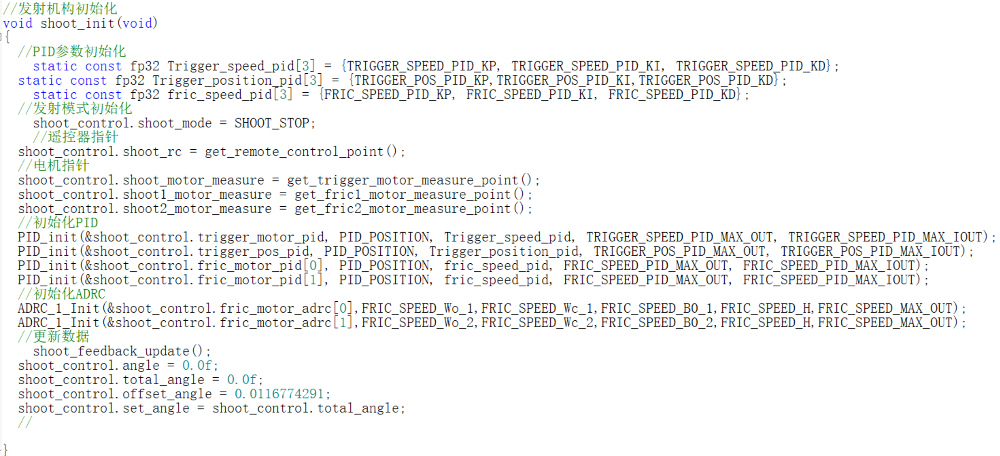 //发射机构初始化
void shoot_init(void)
{
//PID参数初始化
static const fp32 Trigger_speed_pid[3] = {TRIGGER_SPEED_PID_KP, TRIGGER_SPEED_PID_KI, TRIGGER_SPEED_PID_KD};
static const fp32 Trigger_position_pid[3] = {TRIGGER_POS_PID_KP,TRIGGER_POS_PID_KI,TRIGGER_POS_PID_KD};
static const fp32 fric_speed_pid[3] = {FRIC_SPEED_PID_KP, FRIC_SPEED_PID_KI, FRIC_SPEED_PID_KD};
//发射模式初始化
shoot_control.shoot_mode = SHOOT_STOP;
//遥控器指针
shoot_control.shoot_rc = get_remote_control_point();
//电机指针
shoot_control.shoot_motor_measure = get_trigger_motor_measure_point();
shoot_control.shoot1_motor_measure = get_fric1_motor_measure_point();
shoot_control.shoot2_motor_measure = get_fric2_motor_measure_point();
//初始化PID
PID_init(&shoot_control.trigger_motor_pid, PID_POSITION, Trigger_speed_pid, TRIGGER_SPEED_PID_MAX_OUT, TRIGGER_SPEED_PID_MAX_IOUT);
PID_init(&shoot_control.trigger_pos_pid, PID_POSITION, Trigger_position_pid, TRIGGER_POS_PID_MAX_OUT, TRIGGER_POS_PID_MAX_IOUT);
PID_init(&shoot_control.fric_motor_pid[0], PID_POSITION, fric_speed_pid, FRIC_SPEED_PID_MAX_OUT, FRIC_SPEED_PID_MAX_IOUT);
PID_init(&shoot_control.fric_motor_pid[1], PID_POSITION, fric_speed_pid, FRIC_SPEED_PID_MAX_OUT, FRIC_SPEED_PID_MAX_IOUT);
//初始化ADRC
ADRC_1_Init(&shoot_control.fric_motor_adrc[0],FRIC_SPEED_Wo_1,FRIC_SPEED_Wc_1,FRIC_SPEED_B0_1,FRIC_SPEED_H,FRIC_SPEED_MAX_OUT);
ADRC_1_Init(&shoot_control.fric_motor_adrc[1],FRIC_SPEED_Wo_2,FRIC_SPEED_Wc_2,FRIC_SPEED_B0_2,FRIC_SPEED_H,FRIC_SPEED_MAX_OUT);
//更新数据
shoot_feedback_update();
shoot_control.angle = 0.0f;
shoot_control.total_angle = 0.0f;
shoot_control.offset_angle = 0.0116774291;
shoot_control.set_angle = shoot_control.total_angle;
//
}